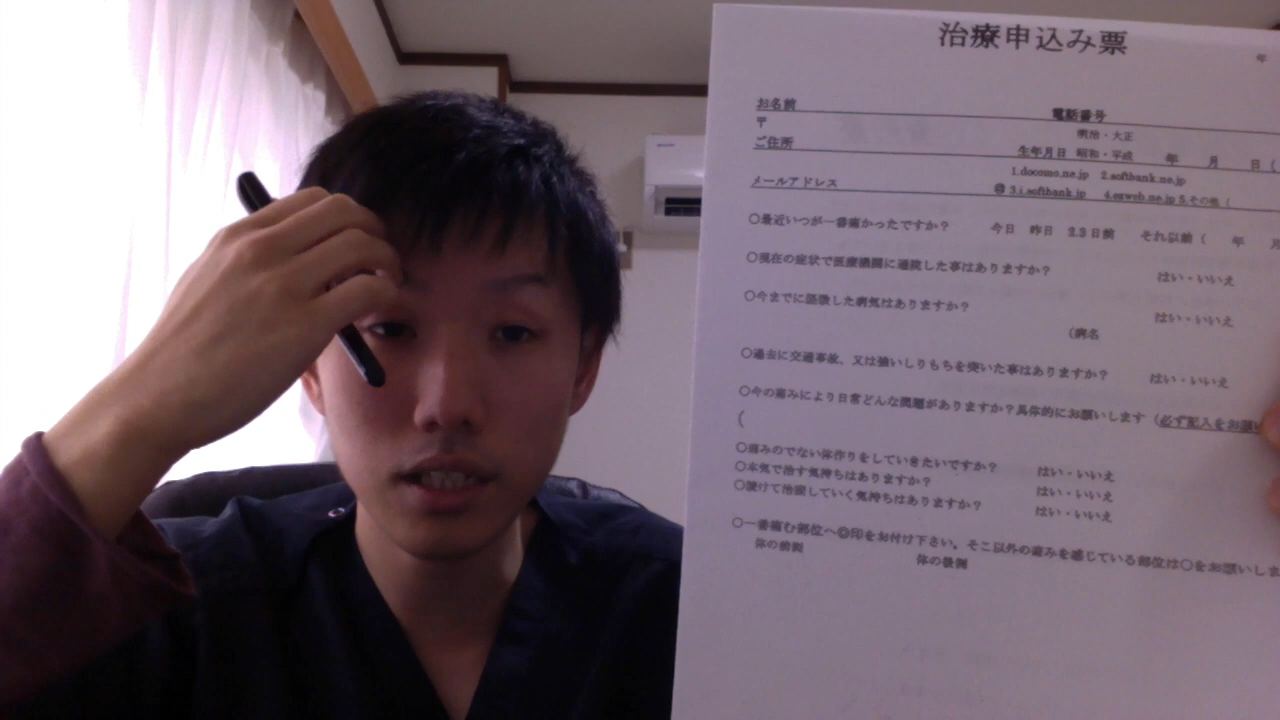 治療申込み票
年
お名前 電話番号
〒 明治・大正
ご住所 生年月日 昭和・平成 年 月 日（
1.docomo.ne.jp 2.softbank.ne.jp
メールアドレス @ 3.i.softbank.jp 4.ezweb.ne.jp 5.その他（
○最近いつが一番痛かったですか？ 今日 昨日 2.3日前 それ以前（ 年 月
○現在の症状で医療機関に通院した事はありますか？ はい・いいえ
○今までに経験した病気はありますか？ はい・いいえ
（病名
○過去に交通事故、又は強いしりもちを突いた事はありますか？ はい・いいえ
○今の痛みにより日常どんな問題がありますか？具体的にお願いします（必ず記入をお願い
（
○痛みのでない体作りをしていきたいですか？ はい・いいえ
○本気で治す気持ちはありますか？ はい・いいえ
○続けて治療していく気持ちはありますか？ はい・いいえ
○一番痛む部位へ◎印をお付け下さい。そこ以外の痛みを感じている部位は○をお願いしま
体の前側 体の後側